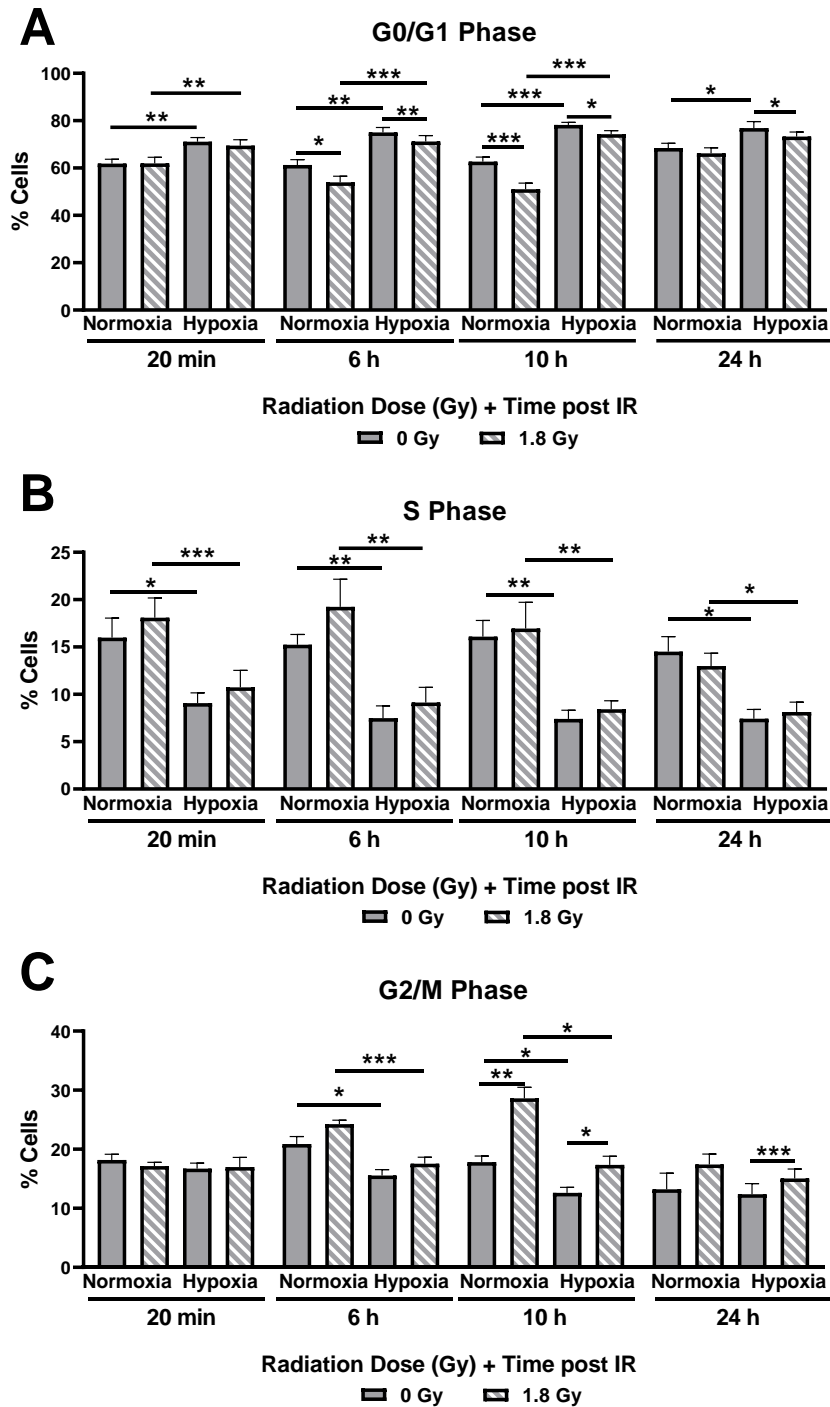 A
G0/G1 Phase
** ***
*** *
** ** *** *
** * *
* ***
100
80
60
40
20
0
% Cells
Normoxia Hypoxia Normoxia Hypoxia Normoxia Hypoxia Normoxia Hypoxia
20 min 6 h 10 h 24 h
Radiation Dose (Gy) + Time post IR
0 Gy 1.8 Gy
B
S Phase
*** ** ** *
* ** ** *
25
20
15
10
5
0
% Cells
Normoxia Hypoxia Normoxia Hypoxia Normoxia Hypoxia Normoxia Hypoxia
20 min 6 h 10 h 24 h
Radiation Dose (Gy) + Time post IR
0 Gy 1.8 Gy
C
G2/M Phase
*** *
* *
**
* ***
40
30
20
10
0
% Cells
Normoxia Hypoxia Normoxia Hypoxia Normoxia Hypoxia Normoxia Hypoxia
20 min 6 h 10 h 24 h
Radiation Dose (Gy) + Time post IR
0 Gy 1.8 Gy